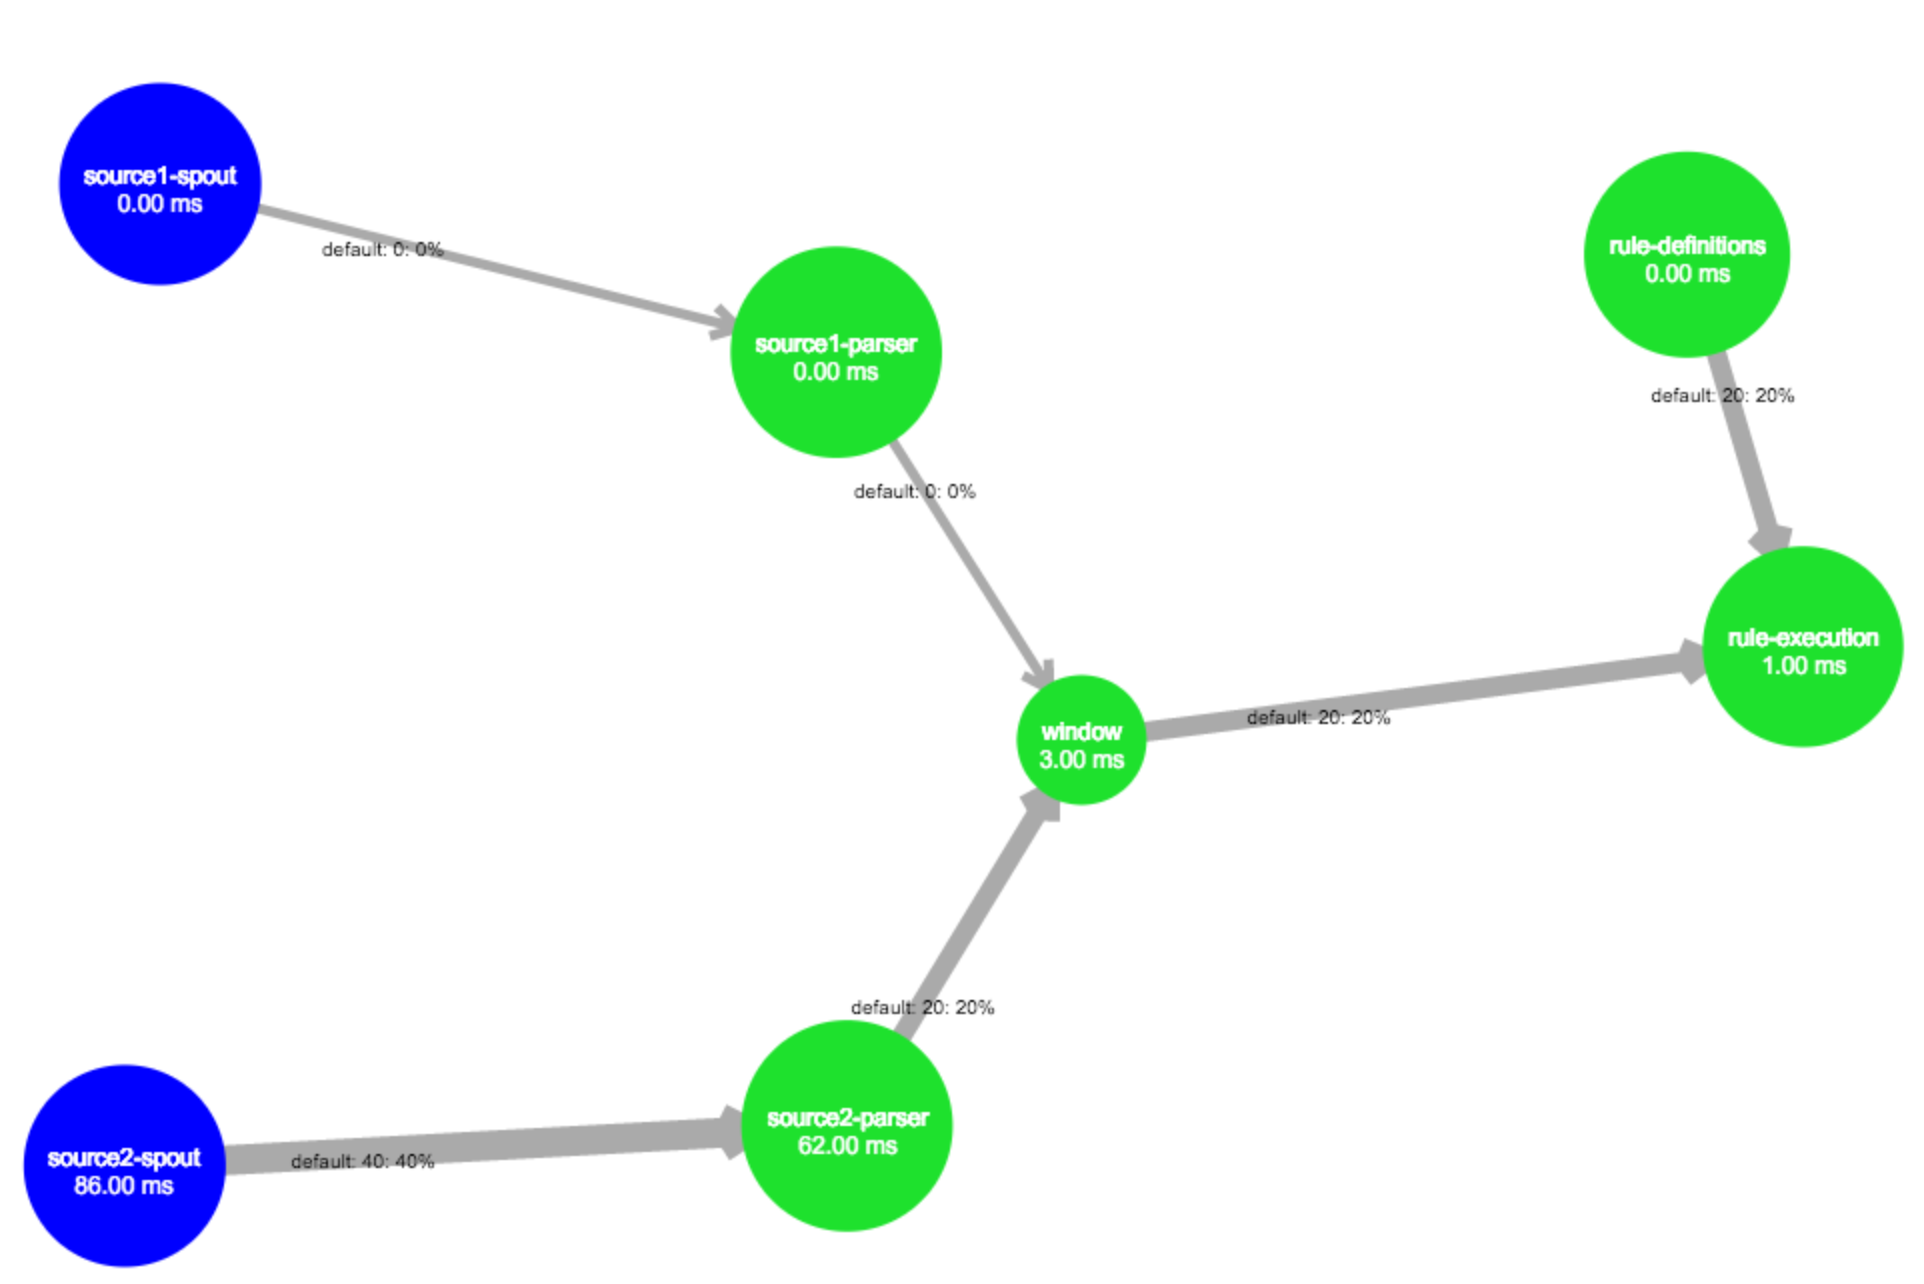 source1-spout
0.00 ms
default: 0: 0%
source1-parser
0.00 ms
default: 0: 0%
rule-definitions
0.00 ms
default: 20: 20%
rule-execution
1.00 ms
window
3.00 ms
default: 20: 20%
default: 20: 20%
source2-parser
62.00 ms
source2-spout
86.00 ms
default: 40: 40%